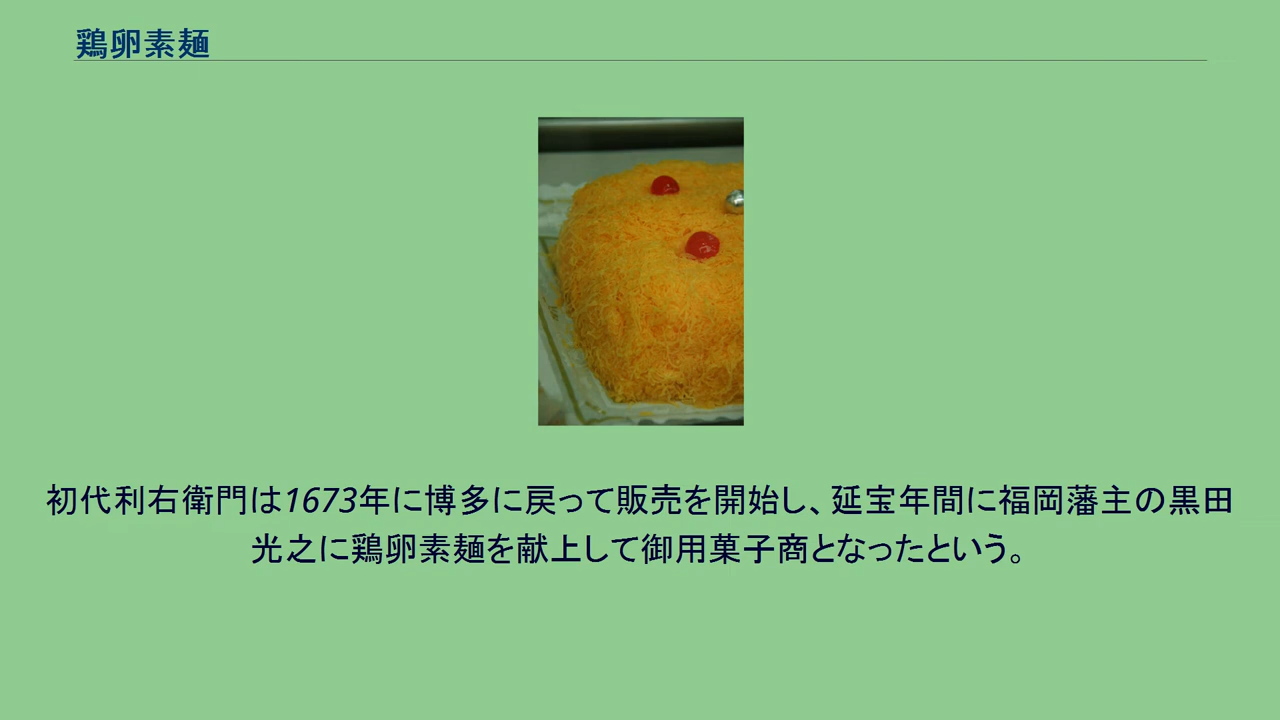 鶏卵素麺
初代利右衛門は1673年に博多に戻って販売を開始し、延宝年間に福岡藩主の黒田
光之に鶏卵素麺を献上して御用菓子商となったという。